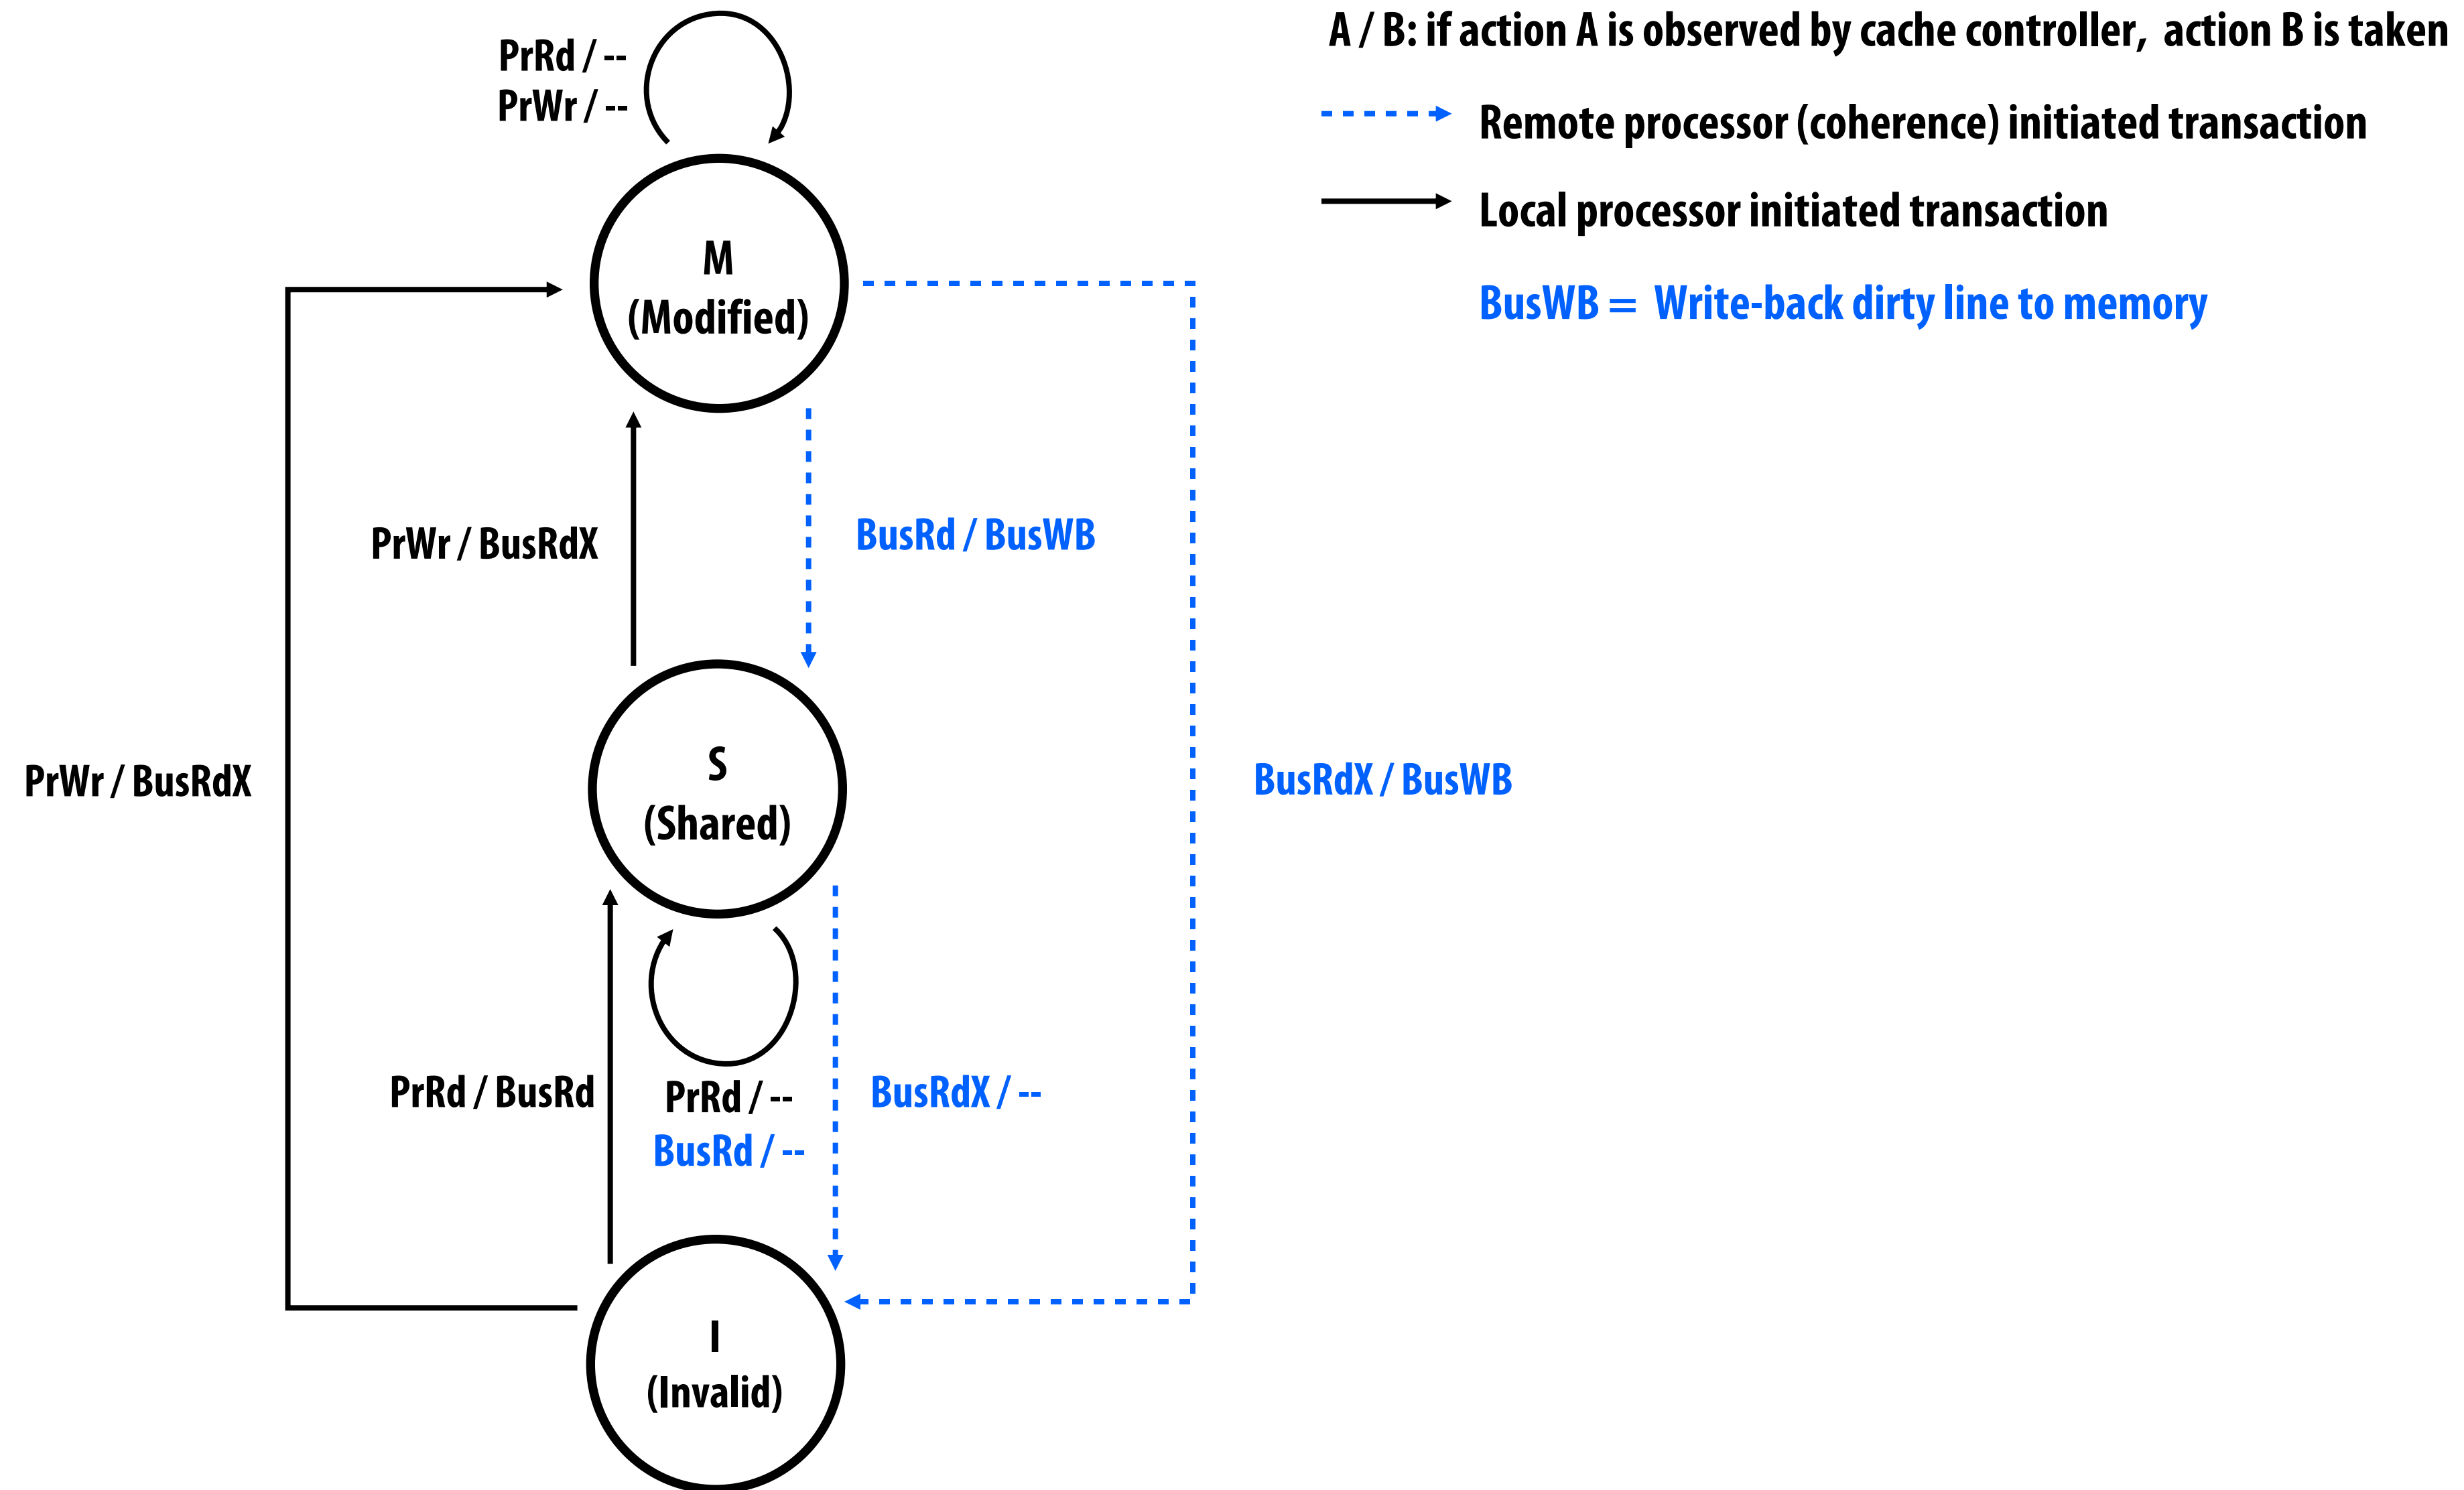 A / B: if action A is observed by cache controller, action B is taken
Remote processor (coherence) initiated transaction
Local processor initiated transaction
BusWB = Write-back dirty line to memory
PrRd / --
PrWr / --
M
(Modified)
PrWr / BusRdX
BusRd / BusWB
S
(Shared)
PrWr / BusRdX
BusRdX / BusWB
PrRd / BusRd
PrRd / --
BusRd / --
BusRdX / --
I
(Invalid)